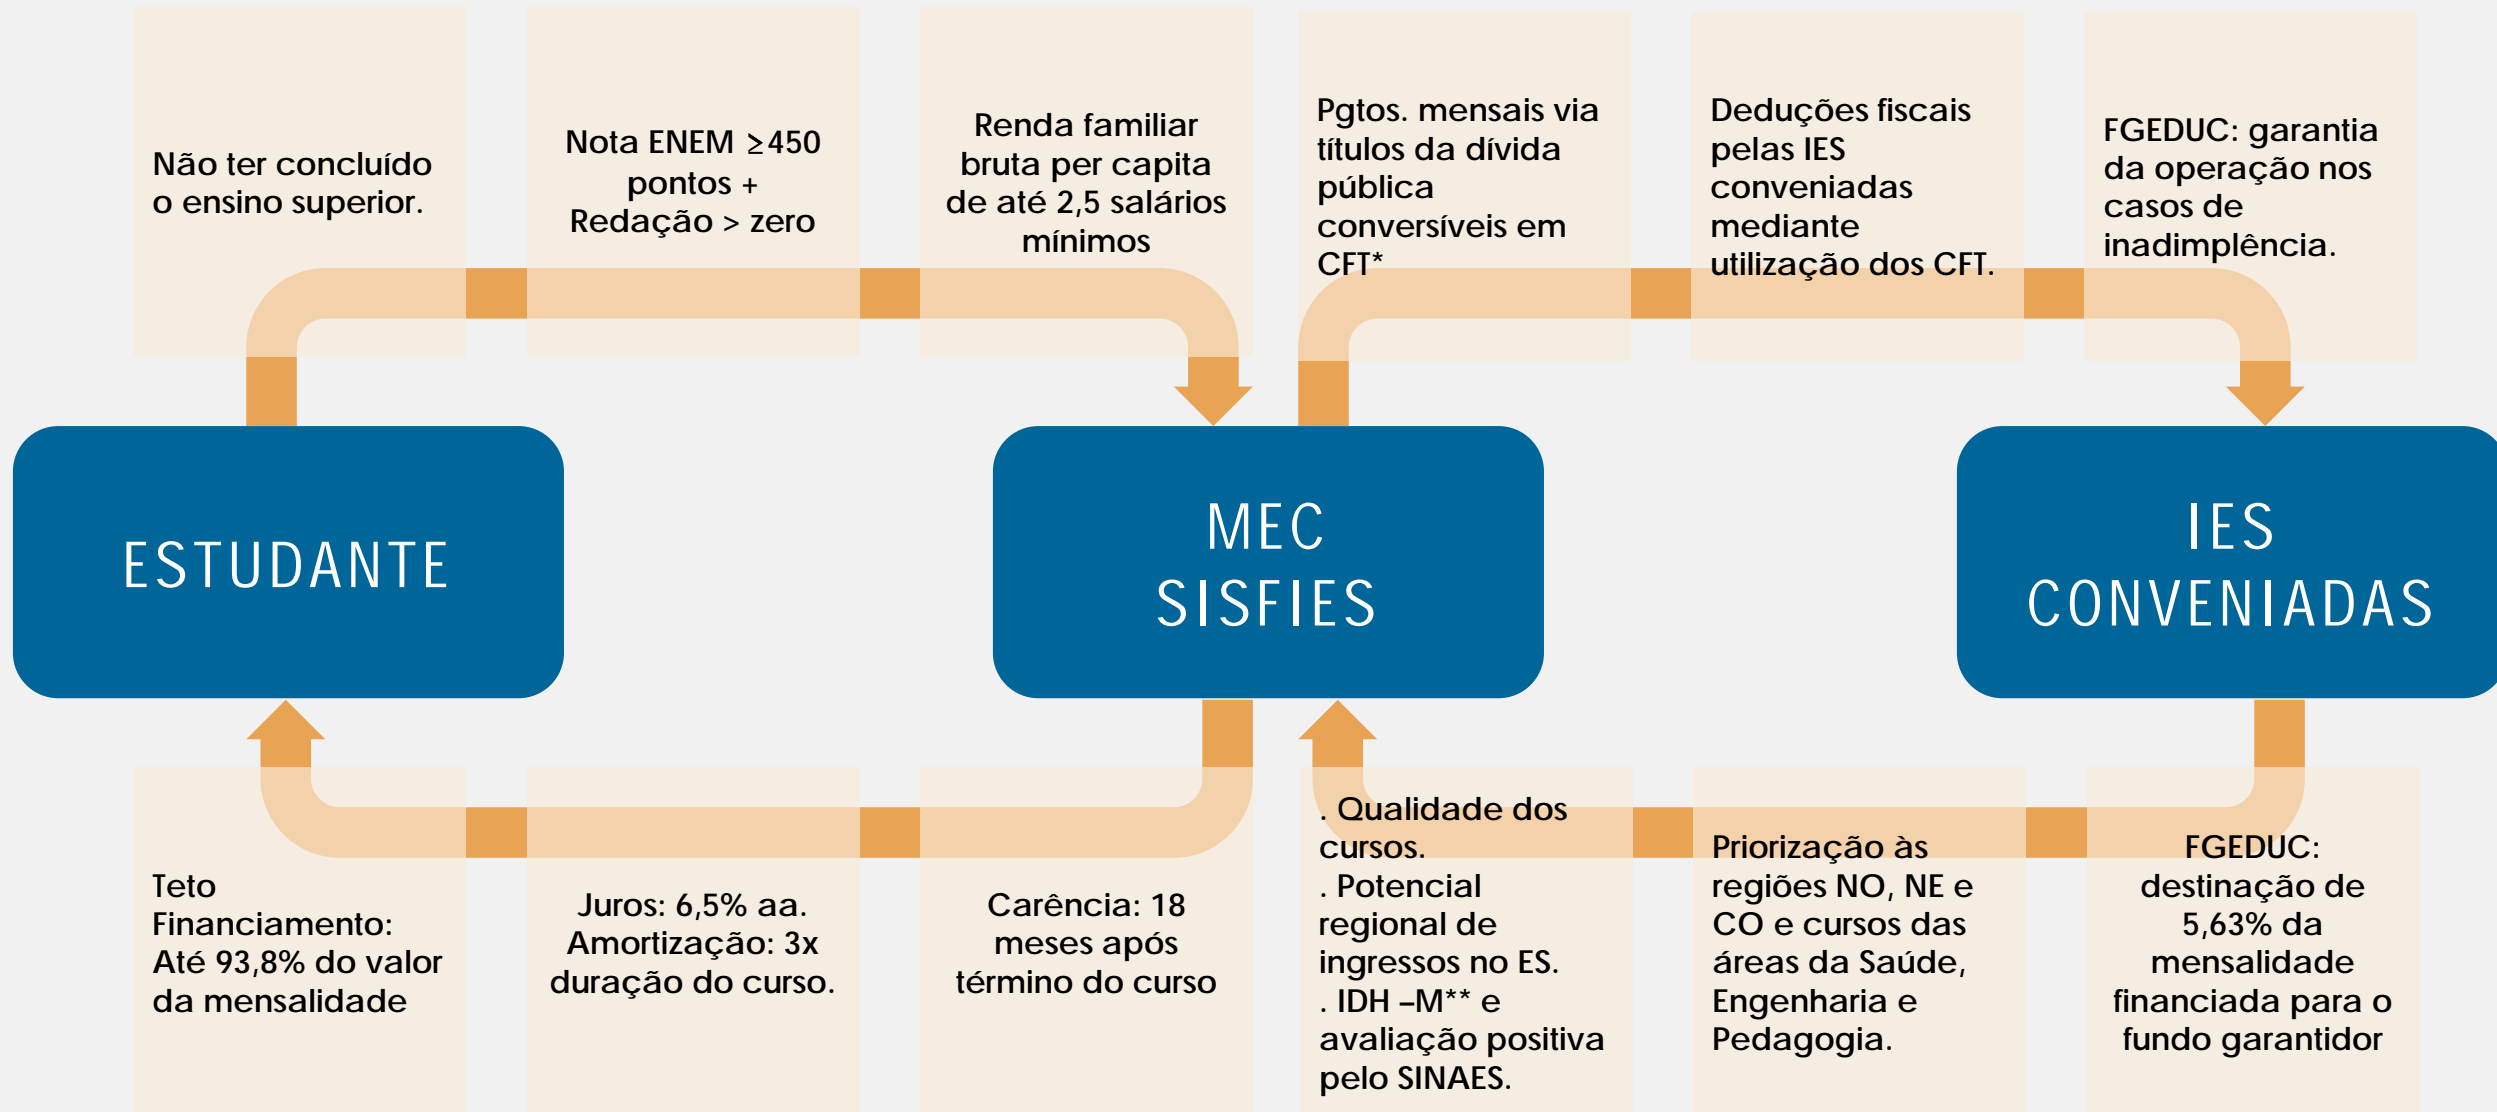 Não ter concluído
o ensino superior.
Nota ENEM ≥450
pontos +
Redação > zero
Renda familiar
bruta per capita
de até 2,5 salários
mínimos
Pgtos. mensais via
títulos da dívida
pública
conversíveis em
CFT*
Deduções fiscais
pelas IES
conveniadas
mediante
utilização dos CFT.
FGEDUC: garantia
da operação nos
casos de
inadimplência.
ESTUDANTE
MEC
SISFIES
IES
CONVENIADAS
Teto
Financiamento:
Até 93,8% do valor
da mensalidade
Juros: 6,5% aa.
Amortização: 3x
duração do curso.
Carência: 18
meses após
término do curso
. Qualidade dos
cursos.
. Potencial
regional de
ingressos no ES.
. IDH –M** e
avaliação positiva
pelo SINAES.
Priorização às
regiões NO, NE e
CO e cursos das
áreas da Saúde,
Engenharia e
Pedagogia.
FGEDUC:
destinação de
5,63% da
mensalidade
financiada para o
fundo garantidor